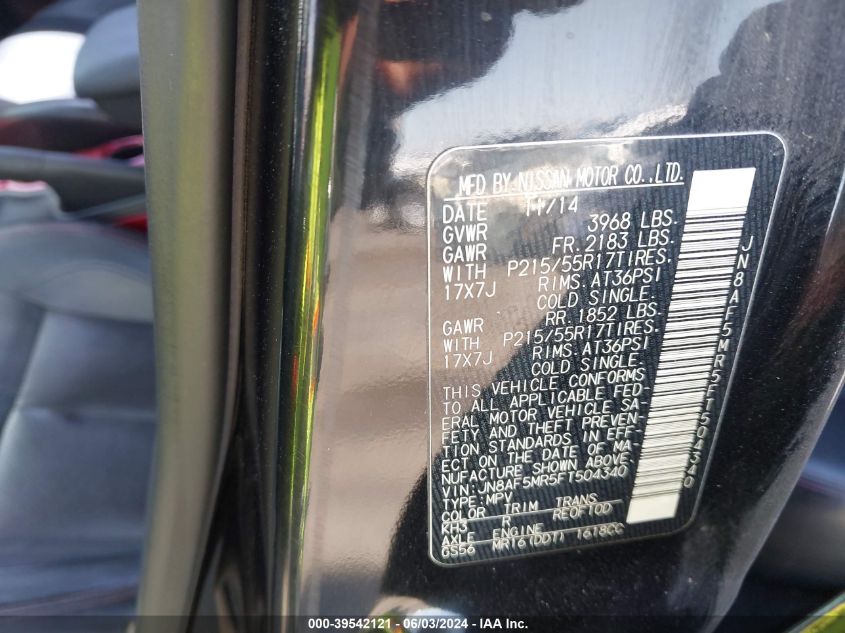 MFD BY NISSAN MOTOR CO.,LTD.
DATE 11/14
GVWR 3968 LBS.
GAWR FR. 2183 LBS.
WITH P215/55R17TIRES.
17X7J RIMS AT36PSI
COLD SINGLE.
GAWR RR. 1852 LBS.
WITH P215/55R17TIRES.
17X7J RIMS AT36PSI
COLD SINGLE.
THIS VEHICLE CONFORMS
TO ALL APPLICABLE FED-
ERAL MOTOR VEHICLE SA-
FETY AND THEFT PREVEN-
TION STANDARDS IN EFF-
ECT ON THE DATE OF MA-
NUFACTURE SHOWN ABOVE.
VIN: JN8AF5MR5FT504340
TYPE: MPV
COLOR TRIM TRANS
KH3 R RE0F10D
AXLE ENGINE
GS56 MR16(DDT) 1618CC
JN8AF5MR5FT504340
000-39542121 - 06/03/2024 - IAA Inc.